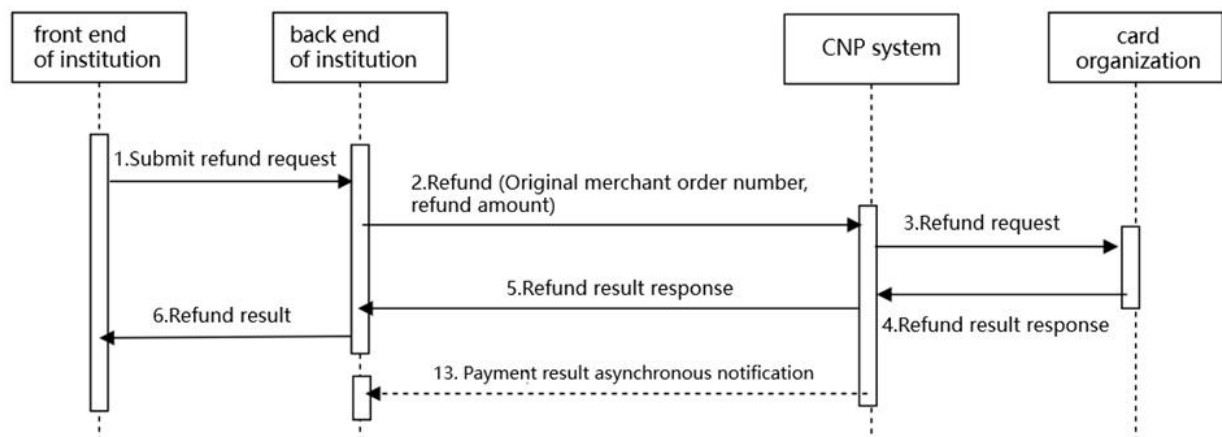 front end
of institution
back end
of institution
CNP system
card
organization
1.Submit refund request
2.Refund (Original merchant order number,
refund amount)
3.Refund request
4.Refund result response
5.Refund result response
6.Refund result
13. Payment result asynchronous notification